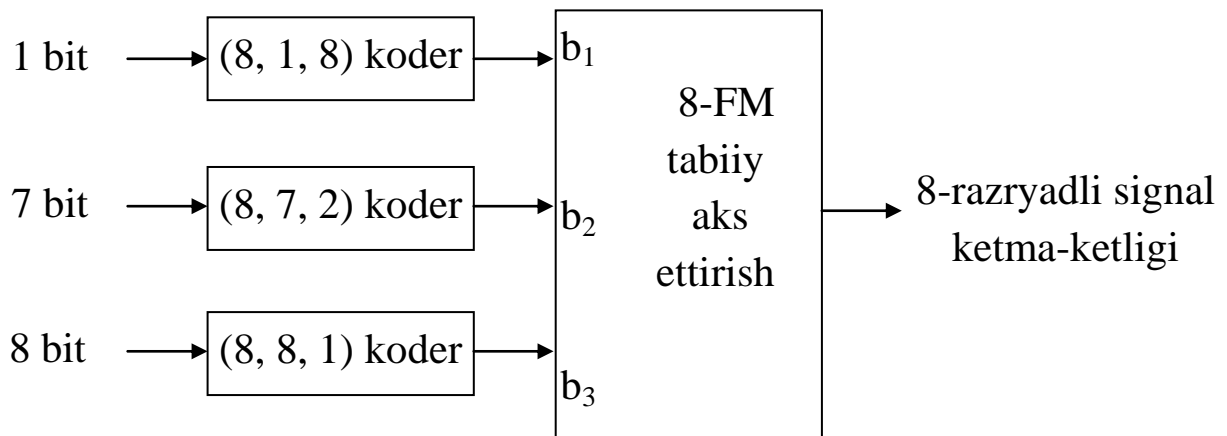 1 bit
(8, 1, 8) koder
b₁
7 bit
(8, 7, 2) koder
b₂
8 bit
(8, 8, 1) koder
b₃
8-FM
tabiiy
aks
ettirish
8-razryadli signal
ketma-ketligi